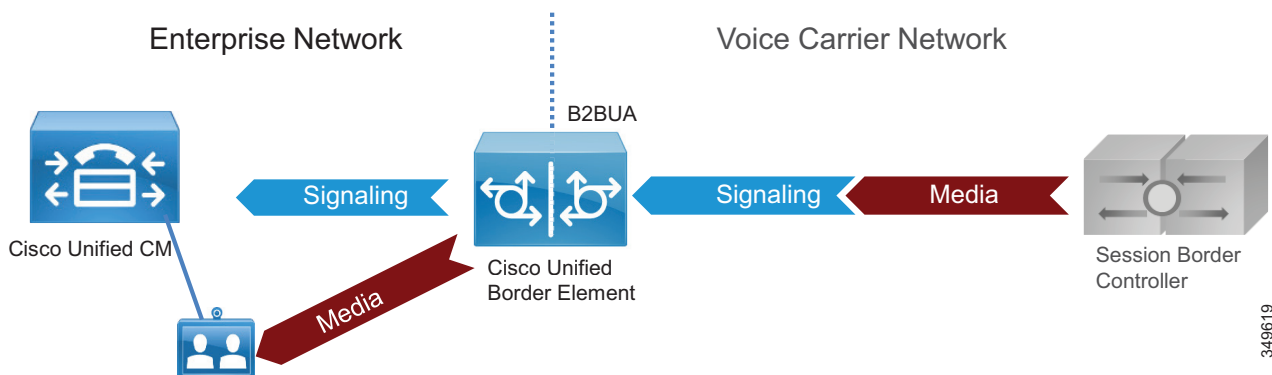 Enterprise Network
Voice Carrier Network
B2BUA
Signaling
Signaling
Media
Cisco Unified CM
Cisco Unified
Border Element
Session Border
Controller
Media
349619